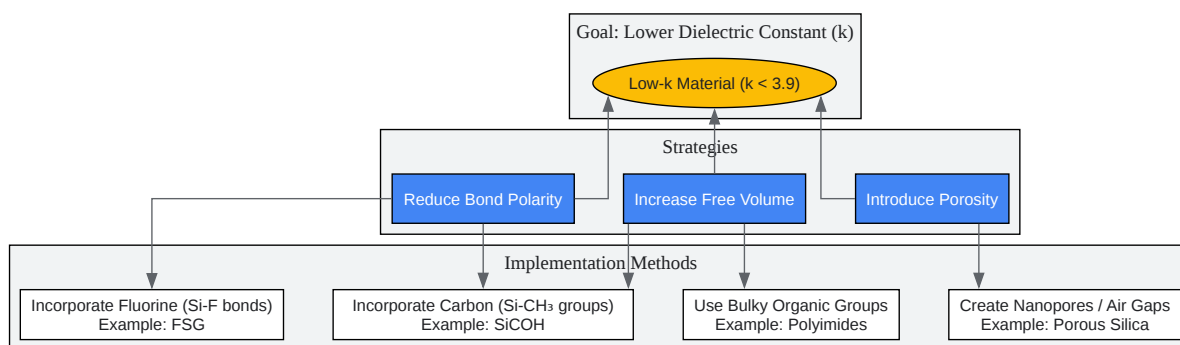 Goal: Lower Dielectric Constant (k)
Low-k Material (k < 3.9)
Strategies
Reduce Bond Polarity
Increase Free Volume
Introduce Porosity
Implementation Methods
Incorporate Fluorine (Si-F bonds)
Example: FSG
Incorporate Carbon (Si-CH₃ groups)
Example: SiCOH
Use Bulky Organic Groups
Example: Polyimides
Create Nanopores / Air Gaps
Example: Porous Silica